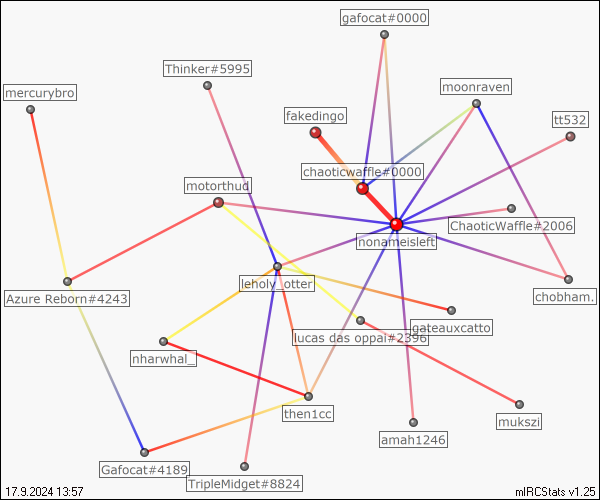 gafocat#0000
Thinker#5995
moonraven
mercurybro
fakedingo
tt532
chaoticwaffle#0000
motorthud
ChaoticWaffle#2006
nonameisleft
leholy_otter
chobham.
Azure Reborn#4243
gateauxcatto
lucas das oppai#2396
nharwhal_
then1cc
mukszi
amah1246
Gafocat#4189
TripleMidget#8824
17.9.2024 13:57
mIRCStats v1.25